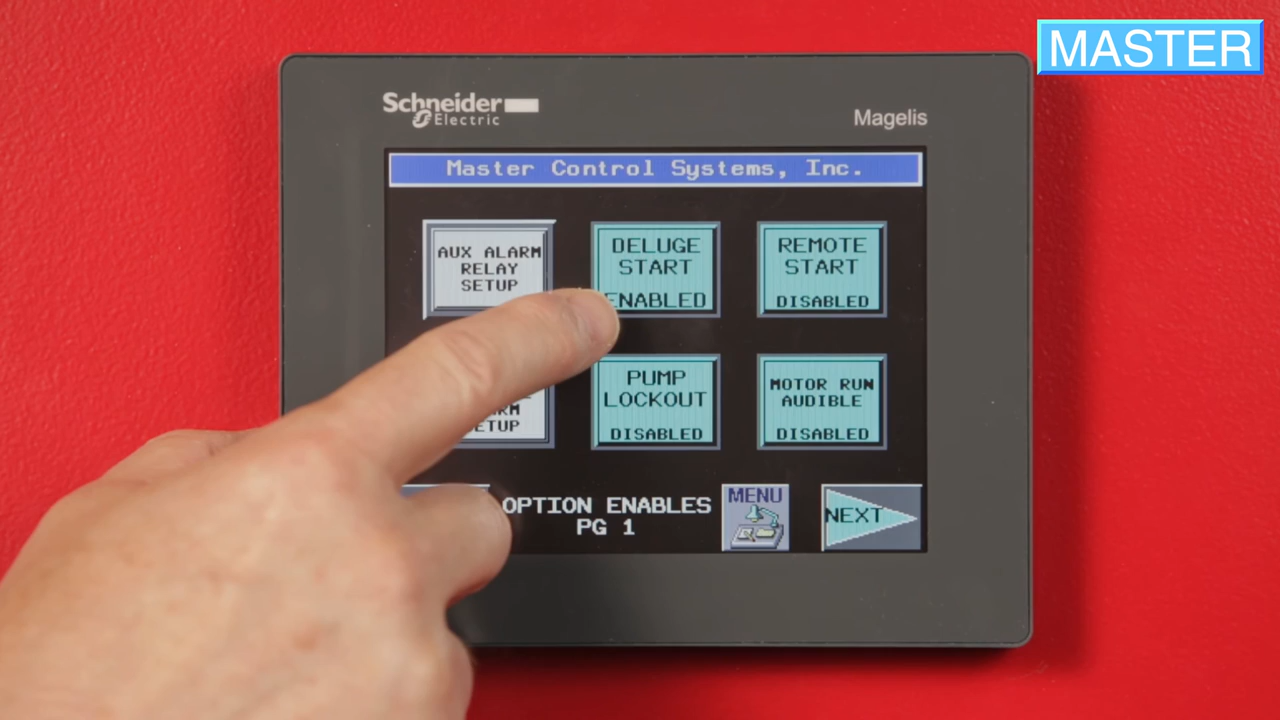 MASTER
Schneider
Electric
Magelis
Master Control Systems, Inc.
AUX ALARM
RELAY
SETUP
DELUGE
START
ENABLED
REMOTE
START
DISABLED
SETUP
PUMP
LOCKOUT
DISABLED
MOTOR RUN
AUDIBLE
DISABLED
OPTION ENABLES
PG 1
MENU
NEXT